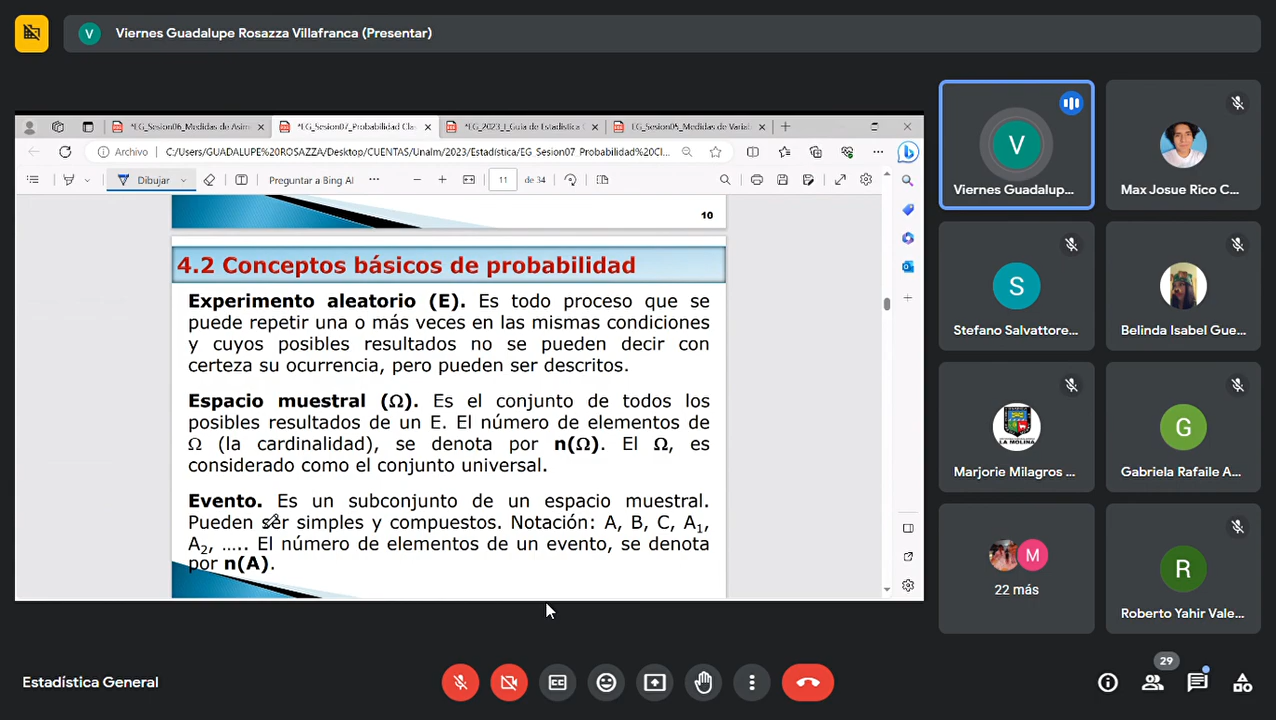 V Viernes Guadalupe Rosazza Villafranca (Presentar)
*EG_Sesion06_Medidas de Asim
*EG_Sesion07_Probabilidad Cla
*EG_2023_I_Guia de Estadística
EG_Sesion05_Medidas de Variab
Archivo C:/Users/GUADALUPE%20ROSAZZA/Desktop/CUENTAS/Unalm/2023/Estadística/EG_Sesion07_Probabilidad%20Cl...
Dibujar Preguntar a Bing AI 11 de 34
10
4.2 Conceptos básicos de probabilidad
Experimento aleatorio (E). Es todo proceso que se
puede repetir una o más veces en las mismas condiciones
y cuyos posibles resultados no se pueden decir con
certeza su ocurrencia, pero pueden ser descritos.
Espacio muestral (Ω). Es el conjunto de todos los
posibles resultados de un E. El número de elementos de
Ω (la cardinalidad), se denota por n(Ω). El Ω, es
considerado como el conjunto universal.
Evento. Es un subconjunto de un espacio muestral.
Pueden ser simples y compuestos. Notación: A, B, C, A₁,
A₂, ….. El número de elementos de un evento, se denota
por n(A).
V
Viernes Guadalup...
Max Josue Rico C...
S
Stefano Salvattore...
Belinda Isabel Gue...
LA MOLINA
Marjorie Milagros ...
G
Gabriela Rafaile A...
M
22 más
R
Roberto Yahir Vale...
Estadística General
29